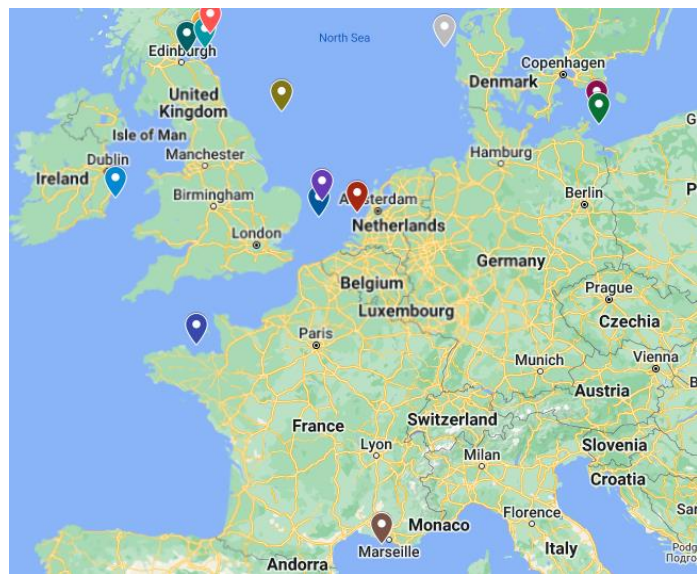 North Sea
Edinburgh
Copenhagen
Denmark
United
Kingdom
Isle of Man
Dublin
Manchester
Hamburg
Ireland
Birmingham
Amsterdam
Berlin
London
Netherlands
Germany
Belgium
Prague
Luxembourg
Czechia
Paris
Munich
Vienna
Austria
France
Switzerland
Lyon
Milan
Slovenia
Croatia
Florence
Monaco
Marseille
Italy
Andorra